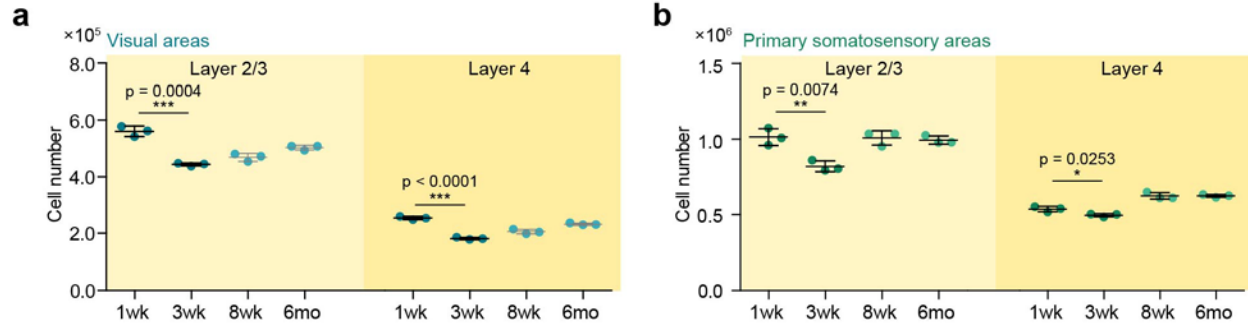 a
×10⁵
Visual areas
Layer 2/3
Layer 4
8.0
6.0
4.0
2.0
0.0
Cell number
p = 0.0004
***
p < 0.0001
***
1wk 3wk 8wk 6mo
1wk 3wk 8wk 6mo
b
×10⁶
Primary somatosensory areas
Layer 2/3
Layer 4
1.5
1.0
0.5
0.0
Cell number
p = 0.0074
**
p = 0.0253
*
1wk 3wk 8wk 6mo
1wk 3wk 8wk 6mo